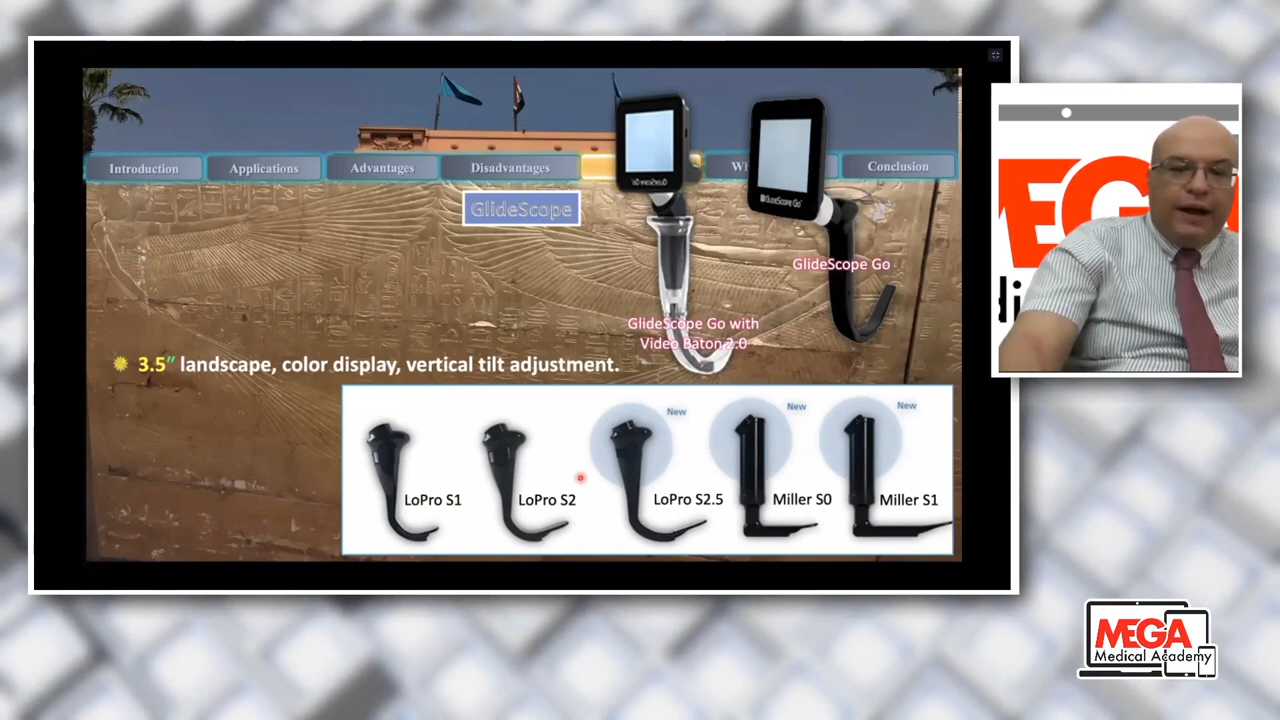 Introduction
Applications
Advantages
Disadvantages
Conclusion
GlideScope
GlideScope Go
GlideScope Go
GlideScope Go with
Video Baton 2.0
3.5” landscape, color display, vertical tilt adjustment.
New
New
New
LoPro S1
LoPro S2
LoPro S2.5
Miller S0
Miller S1
MEGA
Medical Academy